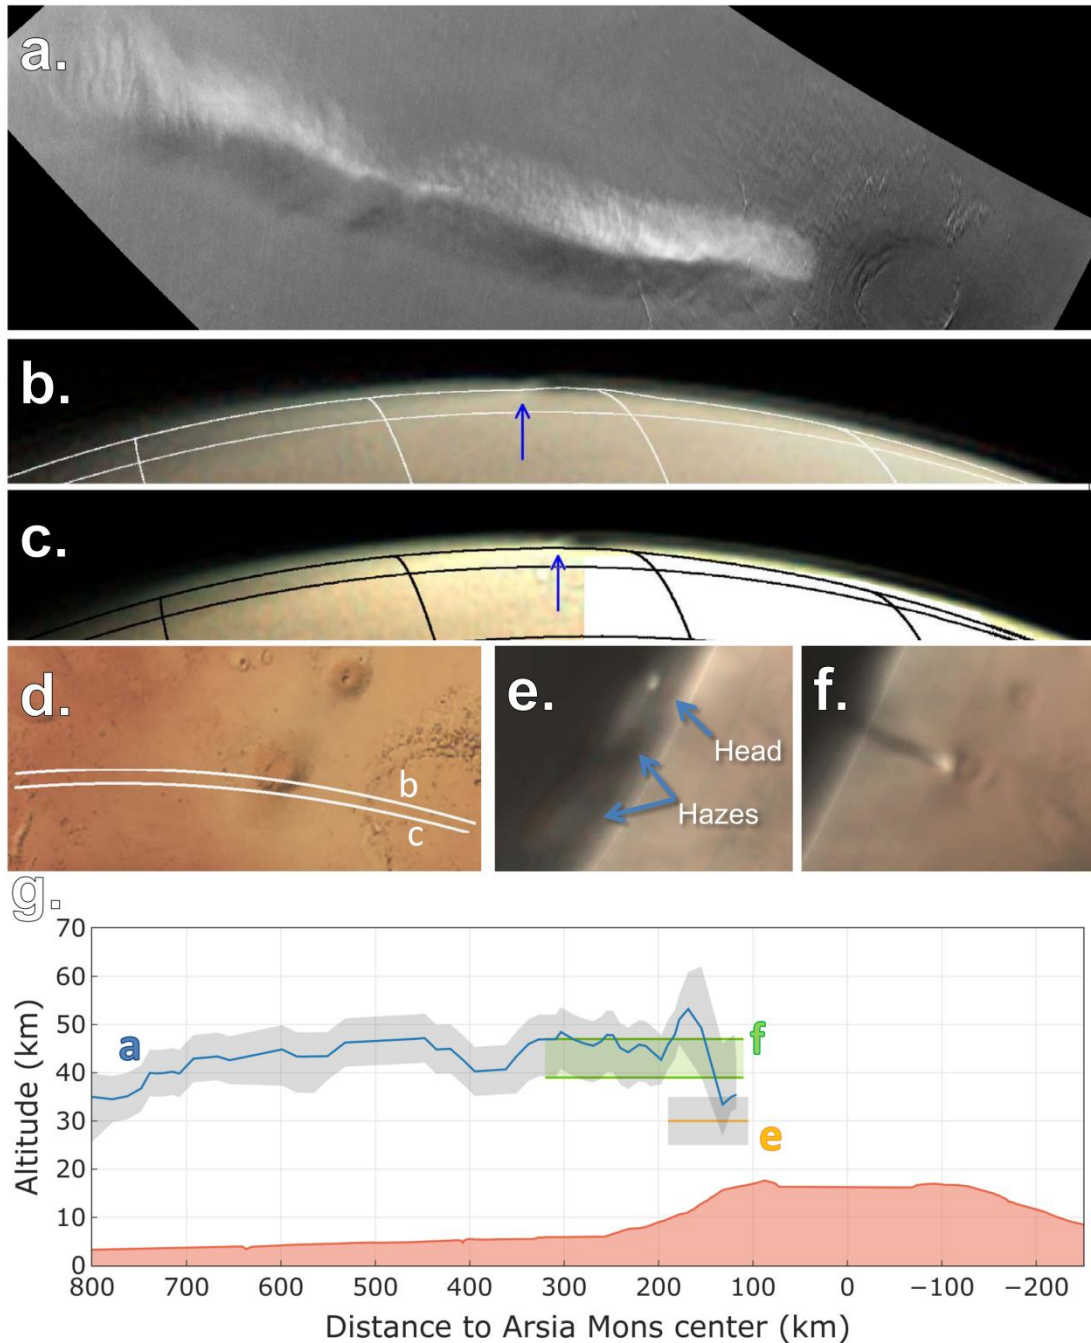 a.
b.
c.
d.
b
c
e.
Head
Hazes
f.
g.
Altitude (km)
70
60
50
40
30
20
10
0
a
f
e
800 700 600 500 400 300 200 100 0 −100 −200
Distance to Arsia Mons center (km)